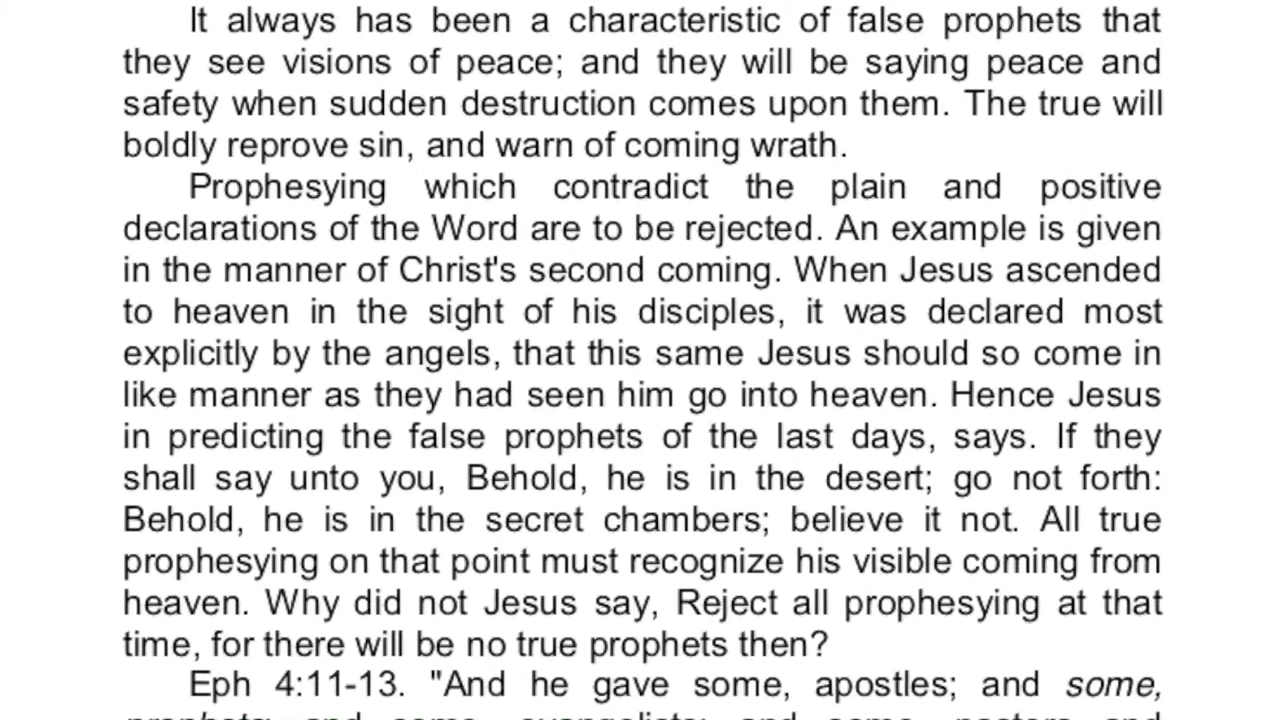 It always has been a characteristic of false prophets that
they see visions of peace; and they will be saying peace and
safety when sudden destruction comes upon them. The true will
boldly reprove sin, and warn of coming wrath.
Prophesying which contradict the plain and positive
declarations of the Word are to be rejected. An example is given
in the manner of Christ's second coming. When Jesus ascended
to heaven in the sight of his disciples, it was declared most
explicitly by the angels, that this same Jesus should so come in
like manner as they had seen him go into heaven. Hence Jesus
in predicting the false prophets of the last days, says. If they
shall say unto you, Behold, he is in the desert; go not forth:
Behold, he is in the secret chambers; believe it not. All true
prophesying on that point must recognize his visible coming from
heaven. Why did not Jesus say, Reject all prophesying at that
time, for there will be no true prophets then?
Eph 4:11-13. "And he gave some, apostles; and some,